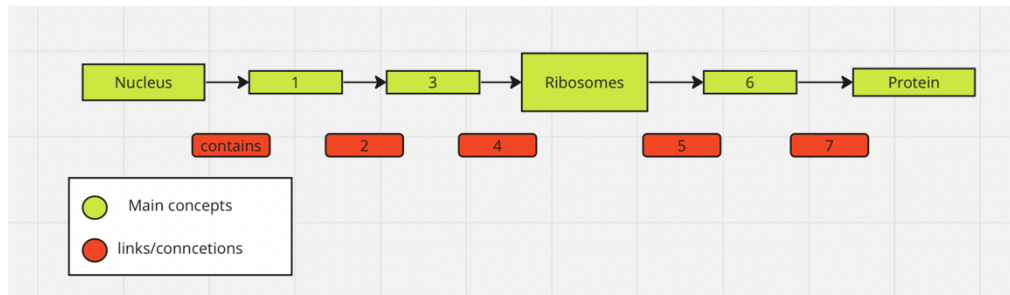 Nucleus
1
3
Ribosomes
6
Protein
contains
2
4
5
7
Main concepts
links/conncetions